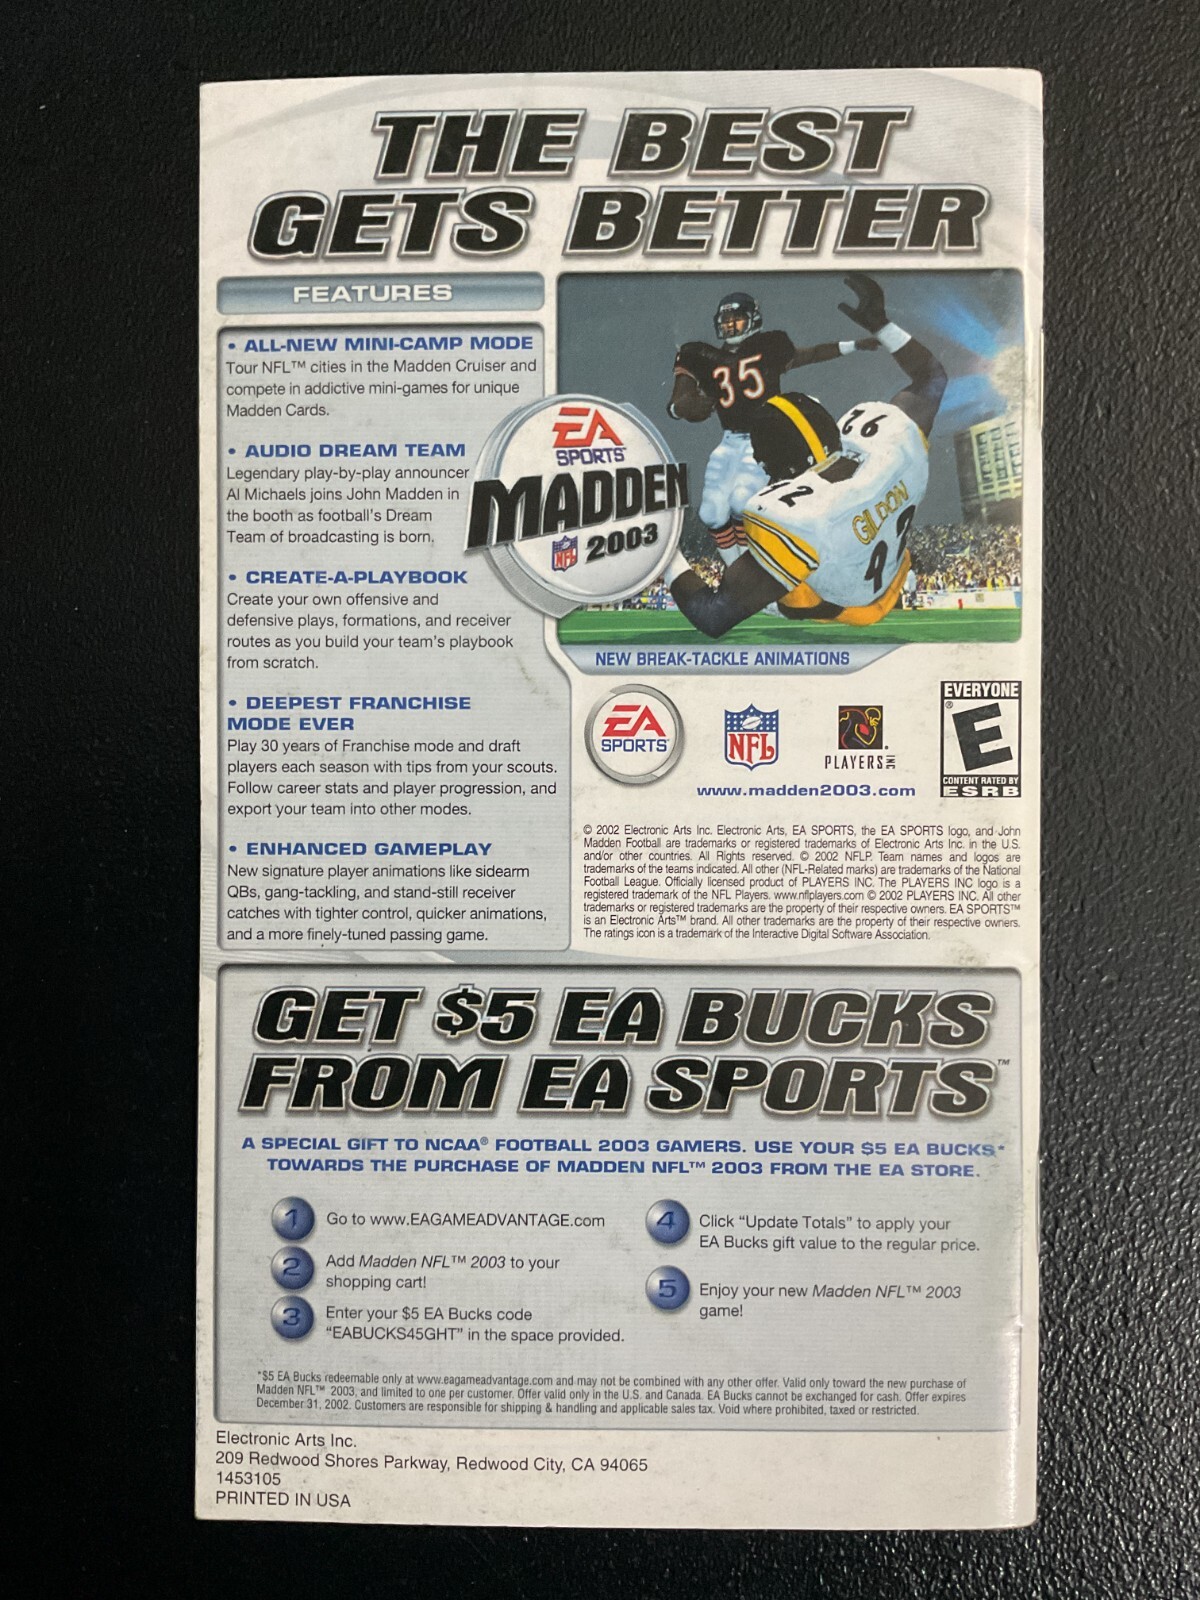 THE BEST
GETS BETTER
FEATURES
• ALL-NEW MINI-CAMP MODE
Tour NFL™ cities in the Madden Cruiser and
compete in addictive mini-games for unique
Madden Cards.
• AUDIO DREAM TEAM
Legendary play-by-play announcer
Al Michaels joins John Madden in
the booth as football's Dream
Team of broadcasting is born.
• CREATE-A-PLAYBOOK
Create your own offensive and
defensive plays, formations, and receiver
routes as you build your team's playbook
from scratch.
• DEEPEST FRANCHISE
MODE EVER
Play 30 years of Franchise mode and draft
players each season with tips from your scouts.
Follow career stats and player progression, and
export your team into other modes.
• ENHANCED GAMEPLAY
New signature player animations like sidearm
QBs, gang-tackling, and stand-still receiver
catches with tighter control, quicker animations,
and a more finely-tuned passing game.
35
92
GILDON
92
EA
SPORTS™
MADDEN
NFL 2003
NEW BREAK-TACKLE ANIMATIONS
EA
SPORTS™
NFL
PLAYERS INC
EVERYONE
E®
CONTENT RATED BY
ESRB
www.madden2003.com
© 2002 Electronic Arts Inc. Electronic Arts, EA SPORTS, the EA SPORTS logo, and John
Madden Football are trademarks or registered trademarks of Electronic Arts Inc. in the U.S.
and/or other countries. All Rights reserved. © 2002 NFLP. Team names and logos are
trademarks of the teams indicated. All other (NFL-Related marks) are trademarks of the National
Football League. Officially licensed product of PLAYERS INC. The PLAYERS INC logo is a
registered trademark of the NFL Players. www.nflplayers.com © 2002 PLAYERS INC. All other
trademarks or registered trademarks are the property of their respective owners. EA SPORTS™
is an Electronic Arts™ brand. All other trademarks are the property of their respective owners.
The ratings icon is a trademark of the Interactive Digital Software Association.
GET $5 EA BUCKS
FROM EA SPORTS™
A SPECIAL GIFT TO NCAA® FOOTBALL 2003 GAMERS. USE YOUR $5 EA BUCKS*
TOWARDS THE PURCHASE OF MADDEN NFL™ 2003 FROM THE EA STORE.
1 Go to www.EAGAMEADVANTAGE.com
2 Add Madden NFL™ 2003 to your
shopping cart!
3 Enter your $5 EA Bucks code
"EABUCKS45GHT" in the space provided.
4 Click "Update Totals" to apply your
EA Bucks gift value to the regular price.
5 Enjoy your new Madden NFL™ 2003
game!
*$5 EA Bucks redeemable only at www.eagameadvantage.com and may not be combined with any other offer. Valid only toward the new purchase of
Madden NFL™ 2003, and limited to one per customer. Offer valid only in the U.S. and Canada. EA Bucks cannot be exchanged for cash. Offer expires
December 31, 2002. Customers are responsible for shipping & handling and applicable sales tax. Void where prohibited, taxed or restricted.
Electronic Arts Inc.
209 Redwood Shores Parkway, Redwood City, CA 94065
1453105
PRINTED IN USA